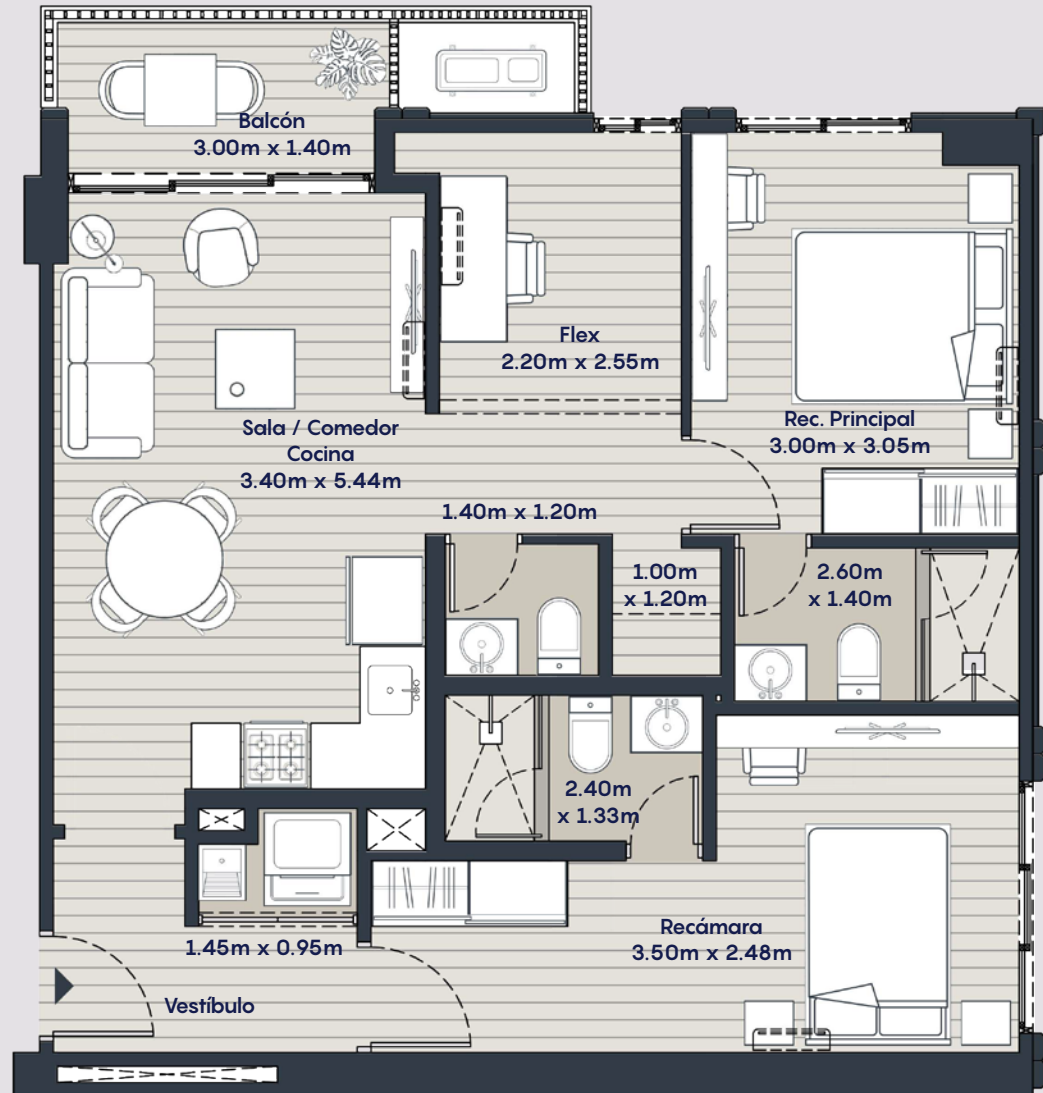 Balcón
3.00m x 1.40m
Flex
2.20m x 2.55m
Rec. Principal
3.00m x 3.05m
Sala / Comedor
Cocina
3.40m x 5.44m
1.40m x 1.20m
1.00m
x 1.20m
2.60m
x 1.40m
2.40m
x 1.33m
Recámara
3.50m x 2.48m
1.45m x 0.95m
Vestíbulo